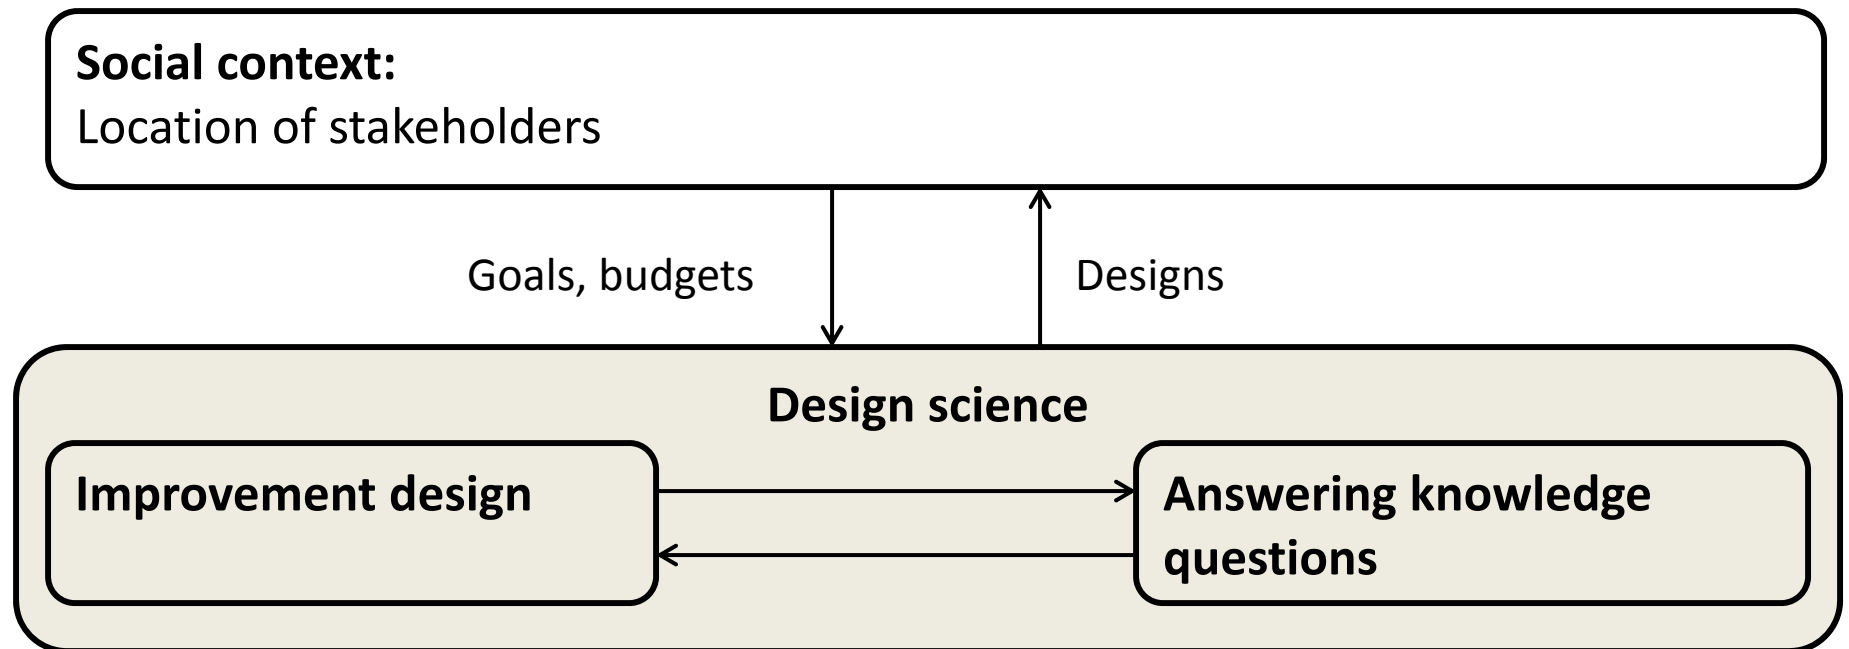 Social context:
Location of stakeholders
Goals, budgets
Designs
Design science
Improvement design
Answering knowledge
questions